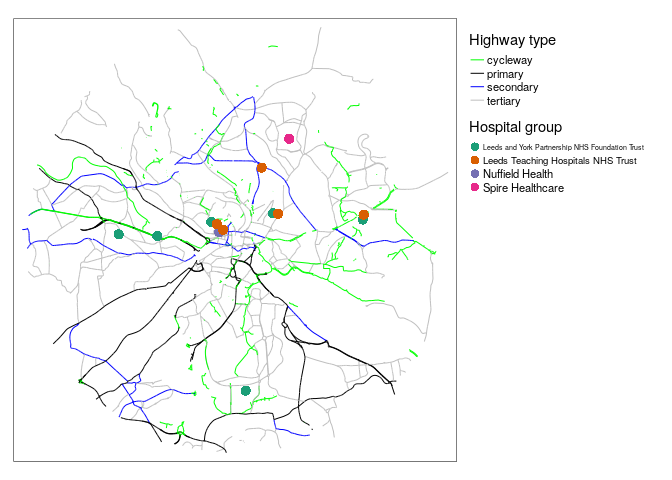 Highway type
cycleway
primary
secondary
tertiary
Hospital group
Leeds and York Partnership NHS Foundation Trust
Leeds Teaching Hospitals NHS Trust
Nuffield Health
Spire Healthcare